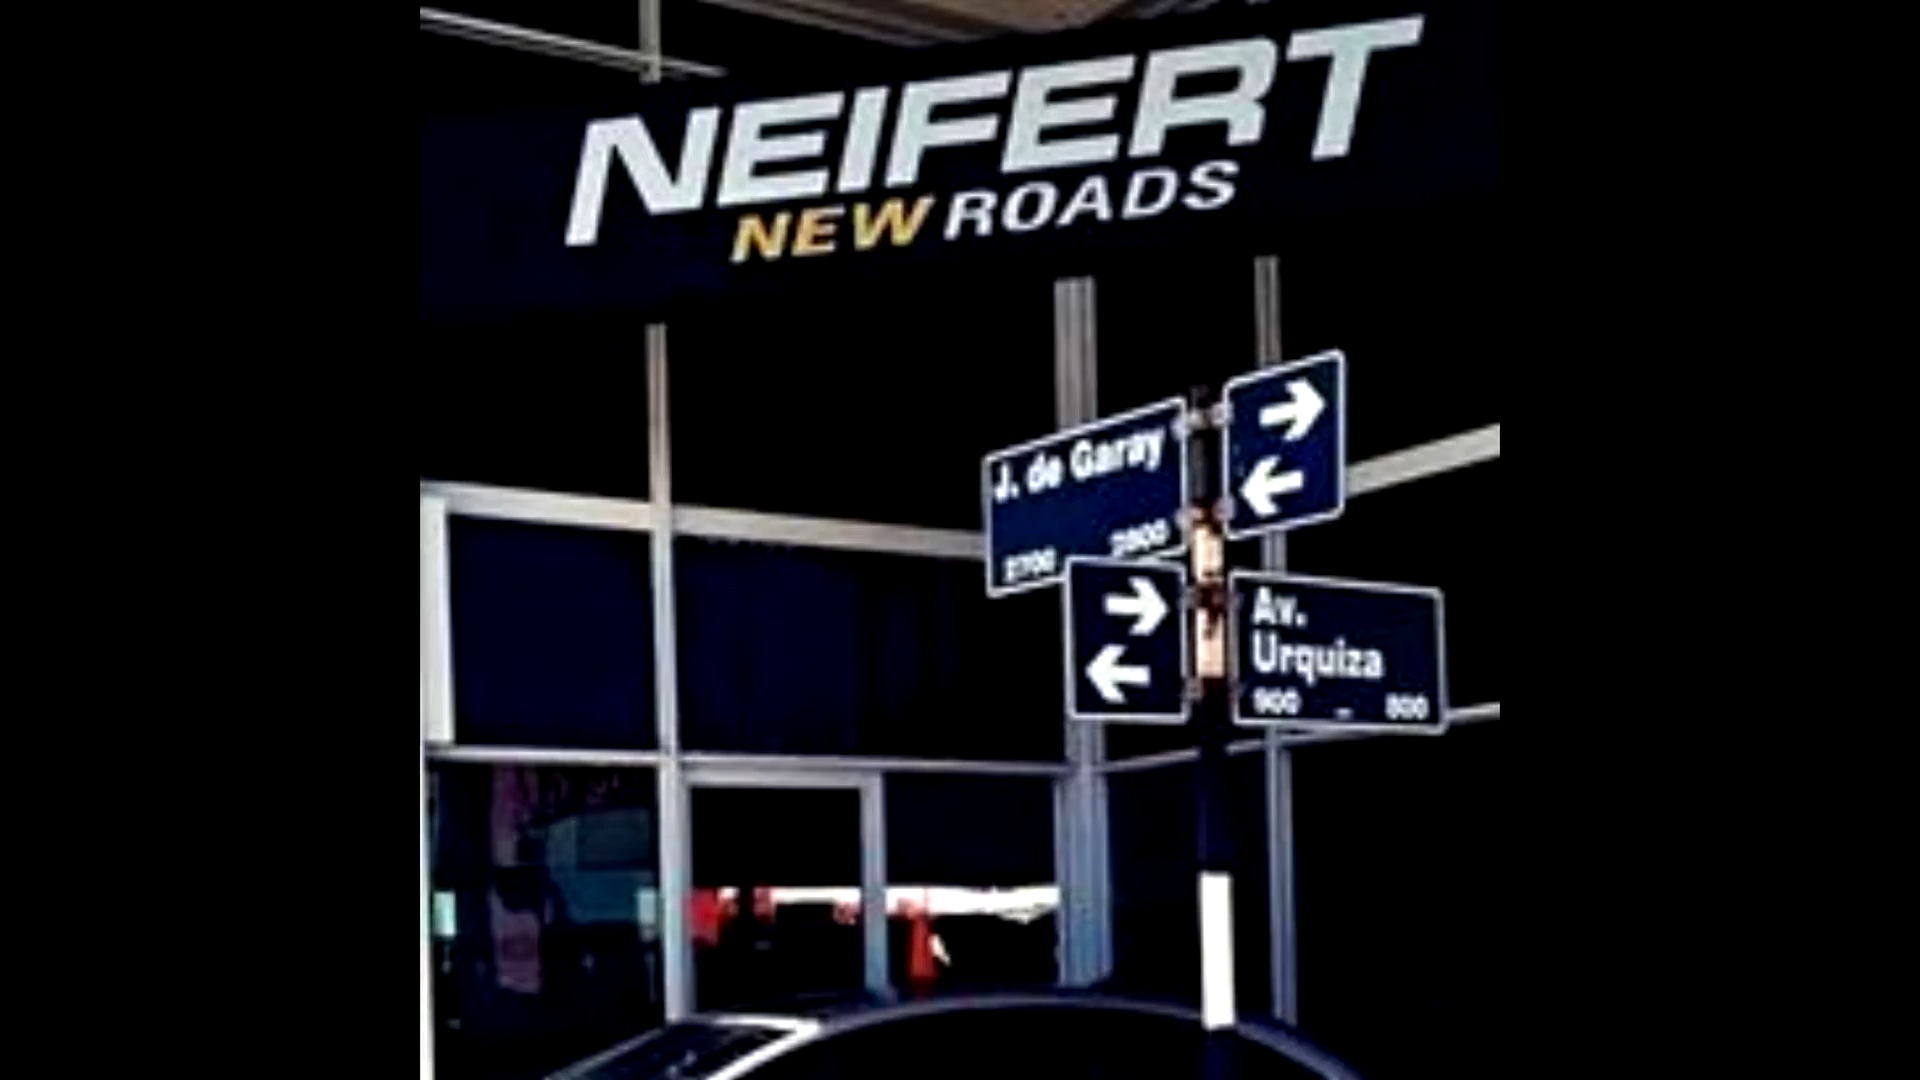 NEIFERT
NEW ROADS
J. de Garay
2700 2800
Av.
Urquiza
900 - 800